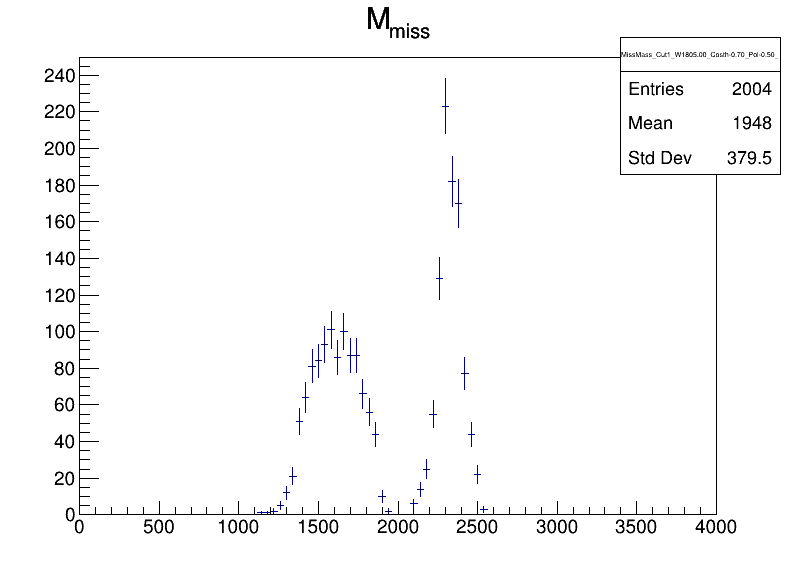 M_miss
MissMass_Cut1_W1805.00_Costh-0.70_Pol-0.50_
Entries 2004
Mean 1948
Std Dev 379.5
240
220
200
180
160
140
120
100
80
60
40
20
0
0 500 1000 1500 2000 2500 3000 3500 4000